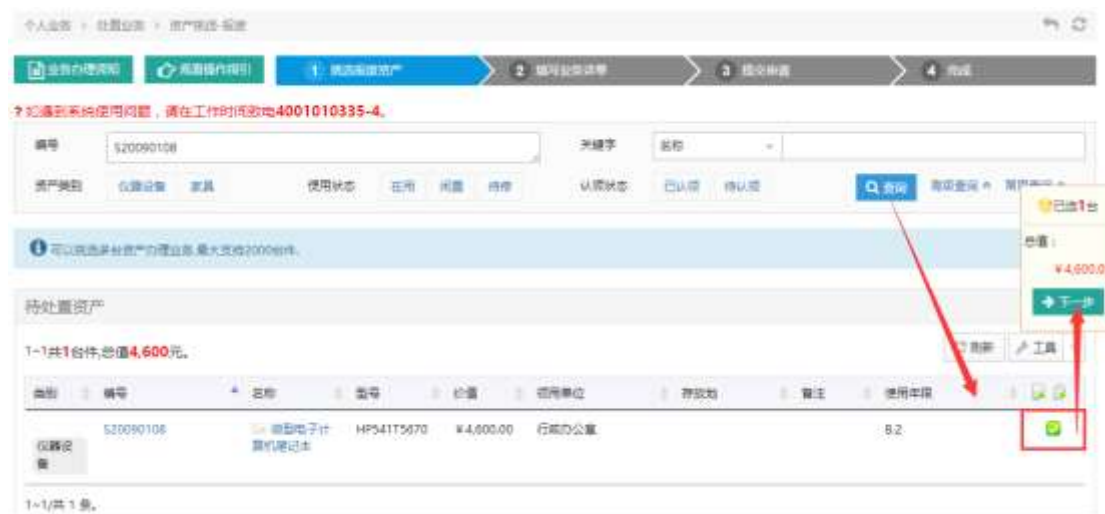 个人业务 > 处置业务 > 资产挑选-报废
业务办理须知 观看操作指引 1 挑选报废资产 2 填写业务详单 3 提交申请 4 完成
?如遇到系统使用问题，请在工作时间致电4001010335-4。
编号 S20090108 关键字 名称
资产类别 仪器设备 家具 使用状态 在用 闲置 待修 认领状态 已认领 待认领 查询 高级查询
已选1台
总值：
￥4,600.0
下一步
可以挑选多台资产办理业务,最大支持2000台件。
待处置资产
1~1共1台件,总值4,600元。 刷新 工具
类别 编号 名称 型号 价值 领用单位 存放地 备注 使用年限
仪器设备 S20090108 微型电子计算机笔记本 HP541T5670 ￥4,600.00 行政办公室 8.2
1~1/共 1 条。